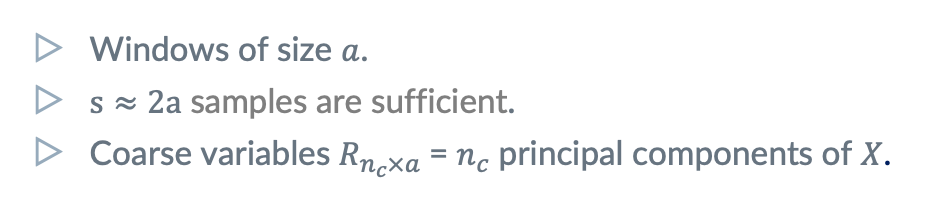 ▷ Windows of size a.
▷ s ≈ 2a samples are sufficient.
▷ Coarse variables R_{n_c×a} = n_c principal components of X.